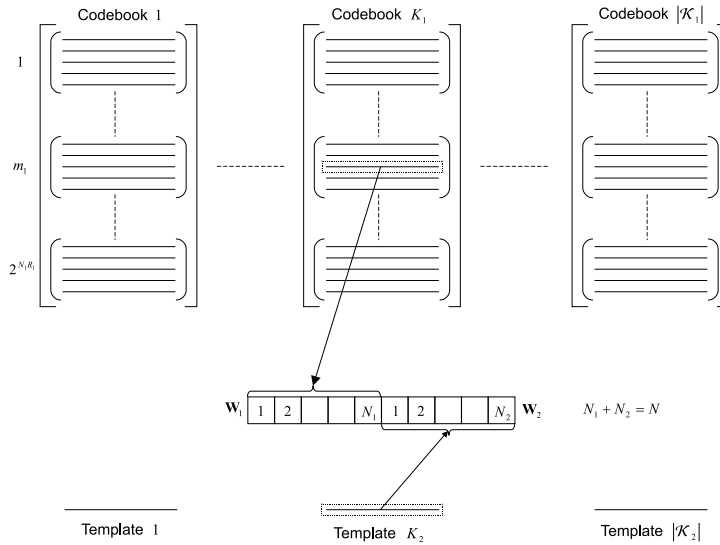 Codebook 1 Codebook K₁ Codebook |𝒦₁|
1
m₁
2^{N₁R₁}
W₁ 1 2 N₁ 1 2 N₂ W₂ N₁ + N₂ = N
Template 1 Template K₂ Template |𝒦₂|